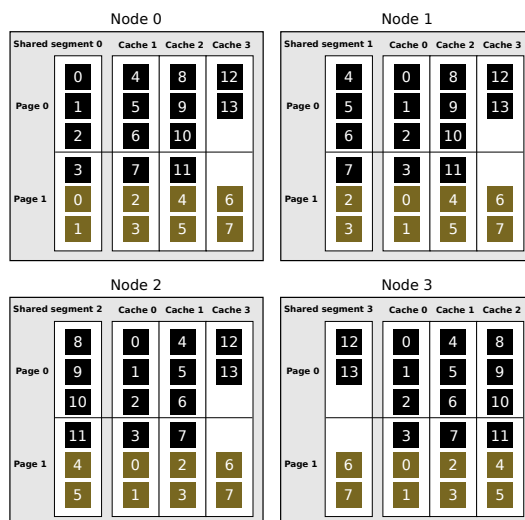 Node 0
Shared segment 0 Cache 1 Cache 2 Cache 3
0 4 8 12
Page 0 1 5 9 13
2 6 10
3 7 11
Page 1 0 2 4 6
1 3 5 7
Node 1
Shared segment 1 Cache 0 Cache 2 Cache 3
4 0 8 12
Page 0 5 1 9 13
6 2 10
7 3 11
Page 1 2 0 4 6
3 1 5 7
Node 2
Shared segment 2 Cache 0 Cache 1 Cache 3
8 0 4 12
Page 0 9 1 5 13
10 2 6
11 3 7
Page 1 4 0 2 6
5 1 3 7
Node 3
Shared segment 3 Cache 0 Cache 1 Cache 2
12 0 4 8
Page 0 13 1 5 9
2 6 10
3 7 11
Page 1 6 0 2 4
7 1 3 5